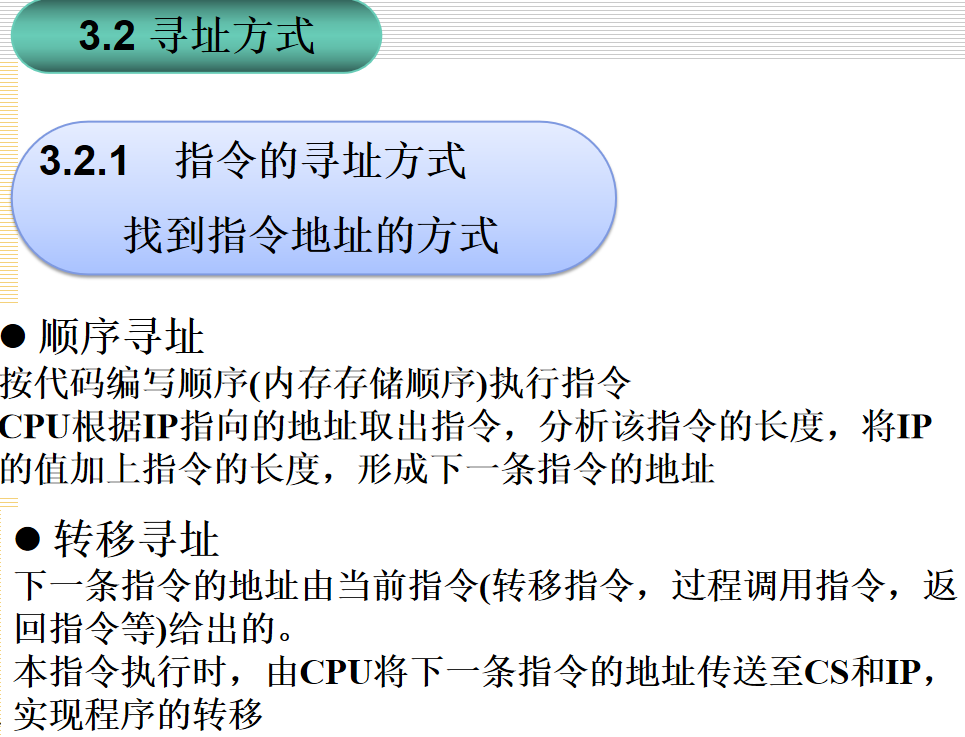 3.2 寻址方式
3.2.1 指令的寻址方式
找到指令地址的方式
● 顺序寻址
按代码编写顺序(内存存储顺序)执行指令
CPU根据IP指向的地址取出指令，分析该指令的长度，将IP
的值加上指令的长度，形成下一条指令的地址
● 转移寻址
下一条指令的地址由当前指令(转移指令，过程调用指令，返
回指令等)给出的。
本指令执行时，由CPU将下一条指令的地址传送至CS和IP，
实现程序的转移